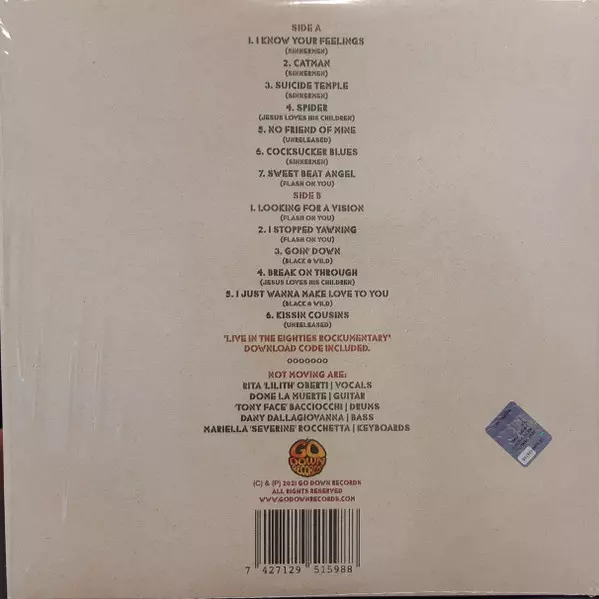 SIDE A
1. I KNOW YOUR FEELINGS
(SINNERMEN)
2. CATMAN
(SINNERMEN)
3. SUICIDE TEMPLE
(SINNERMEN)
4. SPIDER
(JESUS LOVES HIS CHILDREN)
5. NO FRIEND OF MINE
(UNRELEASED)
6. COCKSUCKER BLUES
(SINNERMEN)
7. SWEET BEAT ANGEL
(FLASH ON YOU)
SIDE B
1. LOOKING FOR A VISION
(FLASH ON YOU)
2. I STOPPED YAWNING
(FLASH ON YOU)
3. GOIN' DOWN
(BLACK & WILD)
4. BREAK ON THROUGH
(JESUS LOVES HIS CHILDREN)
5. I JUST WANNA MAKE LOVE TO YOU
(BLACK & WILD)
6. KISSIN COUSINS
(UNRELEASED)
'LIVE IN THE EIGHTIES ROCKUMENTARY'
DOWNLOAD CODE INCLUDED.
OOOOOOO
NOT MOVING ARE:
RITA 'LILITH' OBERTI | VOCALS
DOME LA MUERTE | GUITAR
'TONY FACE' BACCIOCCHI | DRUMS
DANY DALLAGIOVANNA | BASS
MARIELLA 'SEVERINE' ROCCHETTA | KEYBOARDS
GO
DOWN
RECORDS
(C) & (P) 2021 GO DOWN RECORDS
ALL RIGHTS RESERVED
WWW.GODOWNRECORDS.COM
7 427129 515988